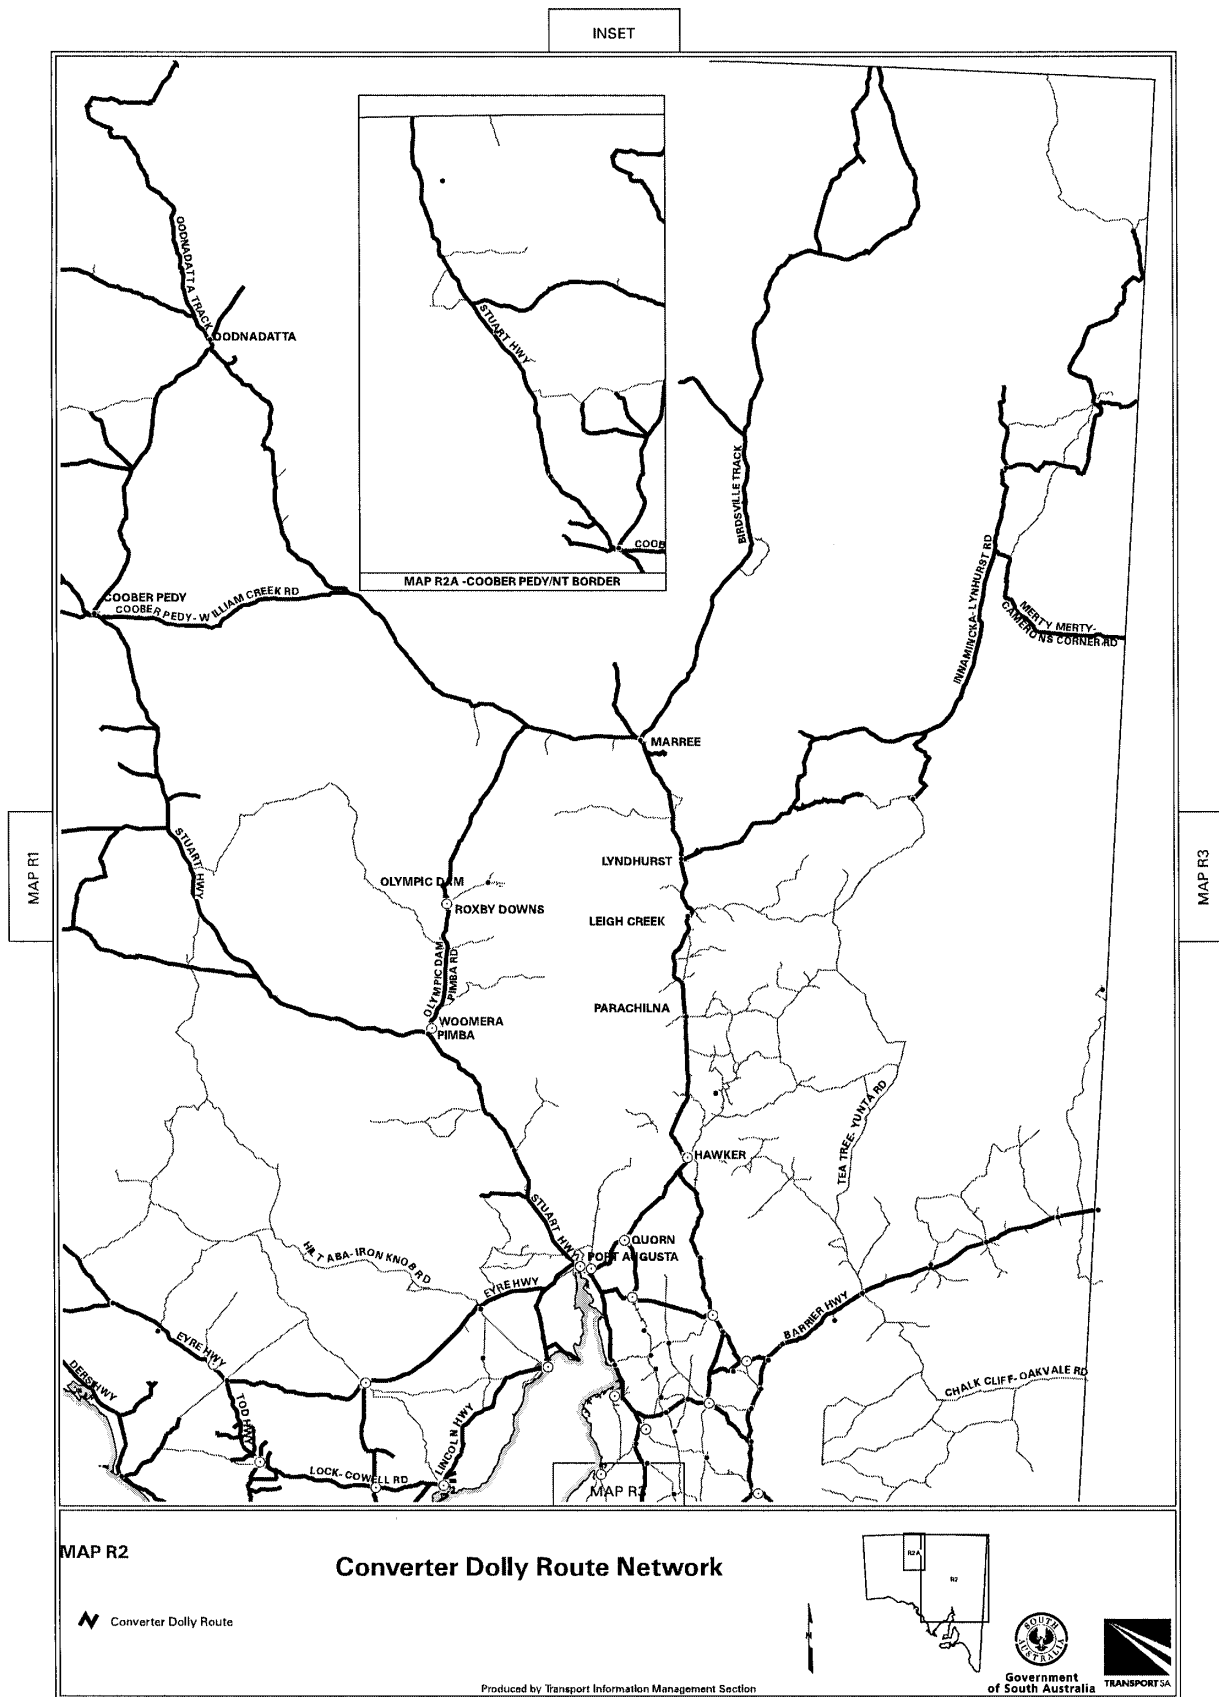 INSET
OODNADATTA TRACK
OODNADATTA
STUART HWY
COOB
MAP R2A -COOBER PEDY/NT BORDER
BIRDSVILLE TRACK
INNAMINCKA-LYNHURST RD
MERTY MERTY-
CAMERONS CORNER RD
COOBER PEDY
COOBER PEDY-WILLIAM CREEK RD
MARREE
MAP R1
STUART HWY
LYNDHURST
MAP R3
OLYMPIC DAM
ROXBY DOWNS
LEIGH CREEK
OLYMPIC DAM-
PIMBA RD
PARACHILNA
WOOMERA
PIMBA
TEA TREE-YUNTA RD
HAWKER
STUART HWY
QUORN
PORT AUGUSTA
HILTABA-IRON KNOB RD
EYRE HWY
BARRIER HWY
EYRE HWY
DERS HWY
TOD HWY
LINCOLN HWY
CHALK CLIFF-OAKVALE RD
LOCK-COWELL RD
MAP R3
MAP R2
Converter Dolly Route Network
Converter Dolly Route
R2A
R2
N
SOUTH
AUSTRALIA
Government
of South Australia
TRANSPORT SA
Produced by Transport Information Management Section